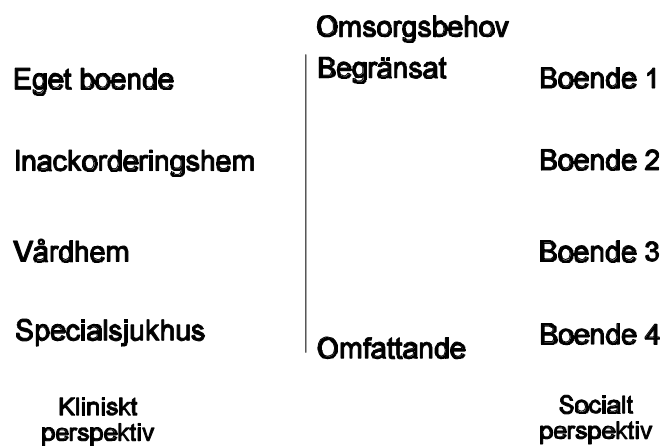 Omsorgsbehov
Eget boende
Begränsat
Boende 1
Inackorderingshem
Boende 2
Vårdhem
Boende 3
Specialsjukhus
Omfattande
Boende 4
Kliniskt
perspektiv
Socialt
perspektiv